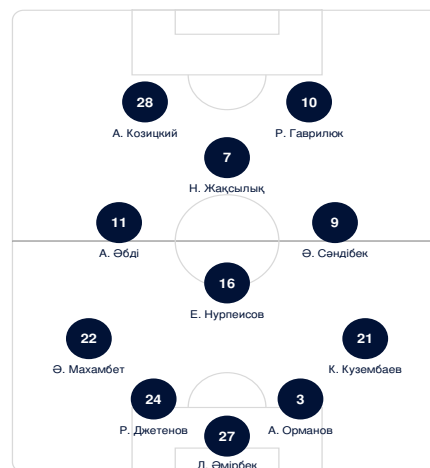 28
10
А. Козицкий
Р. Гаврилюк
7
Н. Жақсылық
11
9
А. Әбді
Ә. Сәндібек
16
Е. Нурпеисов
22
21
Ә. Махамбет
К. Кузембаев
24
3
Р. Джетенов
А. Орманов
27
Әмірбек